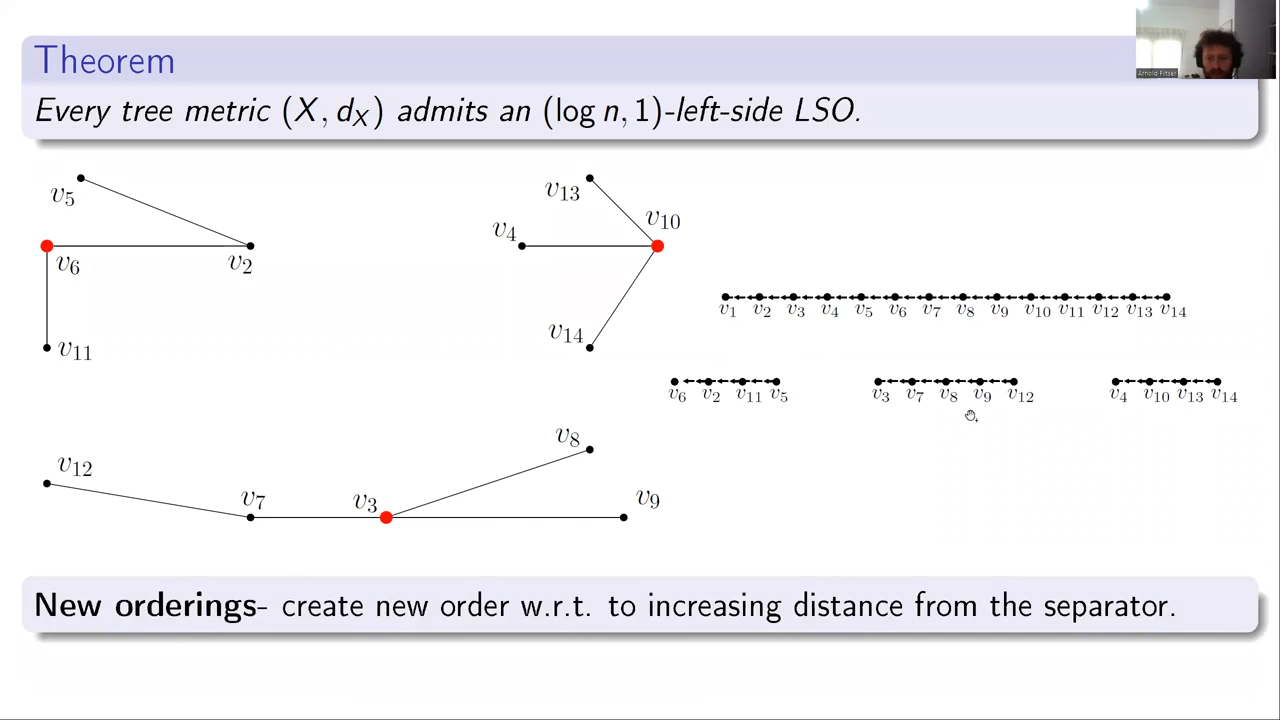 Theorem
Every tree metric (X, d_X) admits an (log n, 1)-left-side LSO.
Arnold Filtser
v5
v13
v10
v4
v6
v2
v14
v11
v1 v2 v3 v4 v5 v6 v7 v8 v9 v10 v11 v12 v13 v14
v6 v2 v11 v5
v3 v7 v8 v9 v12
v4 v10 v13 v14
v8
v12
v7
v3
v9
New orderings- create new order w.r.t. to increasing distance from the separator.